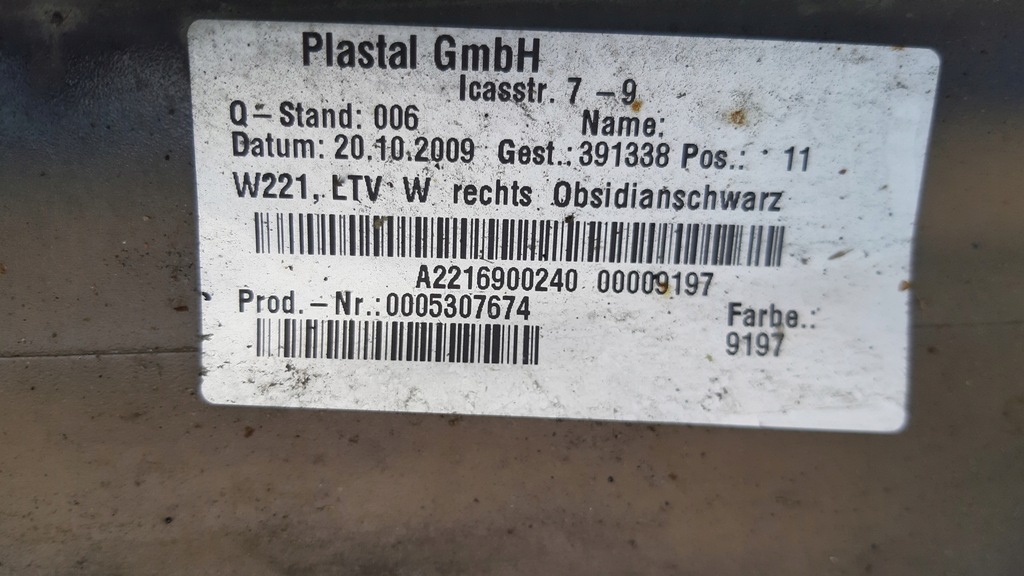 Plastal GmbH
Icasstr. 7 -9
Q- Stand: 006 Name:
Datum: 20.10.2009 Gest.: 391338 Pos.: 11
W221, LTV W rechts Obsidianschwarz
A2216900240 00009197
Prod. -Nr.:0005307674 Farbe.:
9197